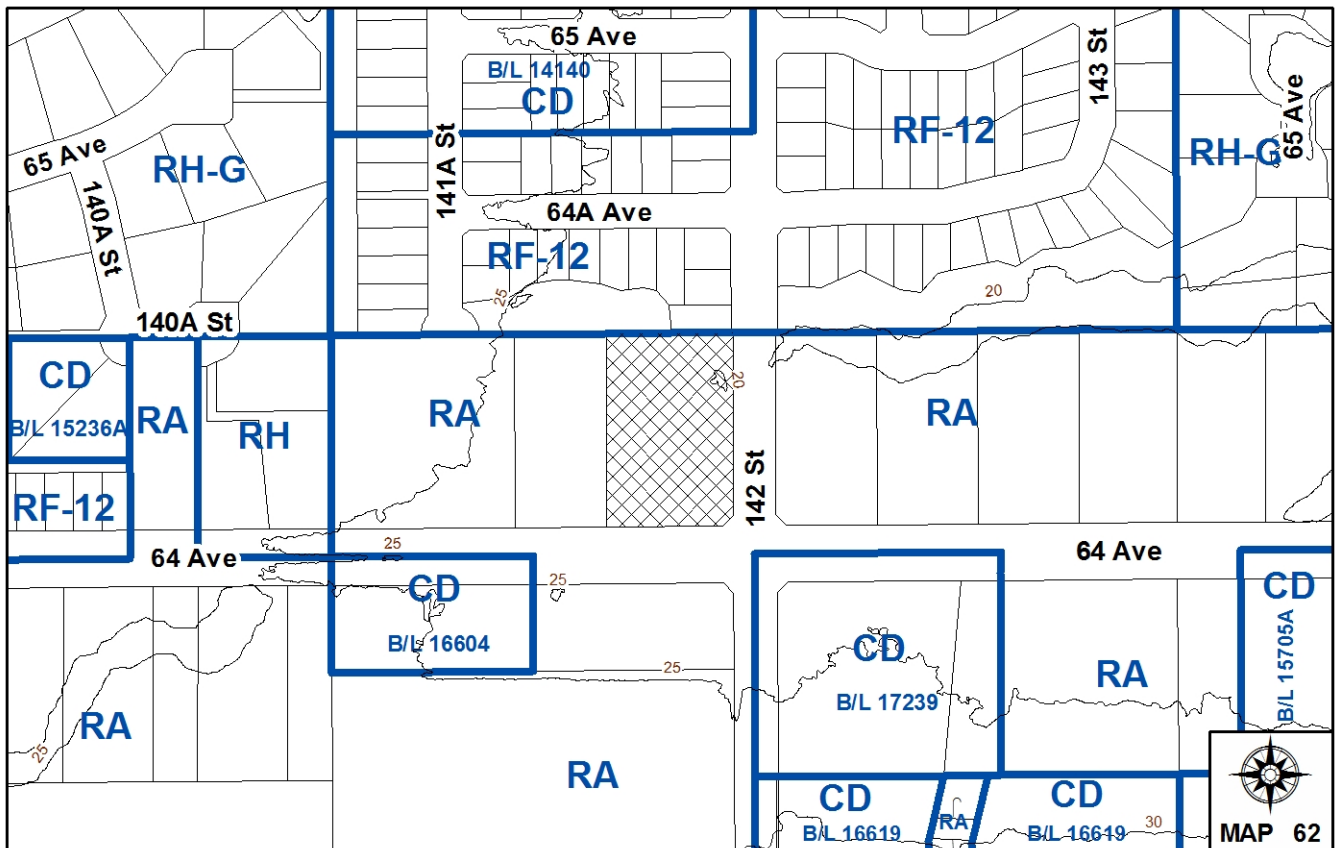 65 Ave
B/L 14140
CD
143 St
65 Ave
RF-12
RH-G
65 Ave
RH-G
141A St
140A St
64A Ave
RF-12
25
20
140A St
CD
B/L 15236A
RA
RH
RA
20
RA
RF-12
142 St
64 Ave
25
64 Ave
CD
B/L 16604
25
25
CD
B/L 17239
RA
CD
B/L 15705A
RA
25
RA
CD
B/L 16619
RA
CD
B/L 16619
30
MAP 62